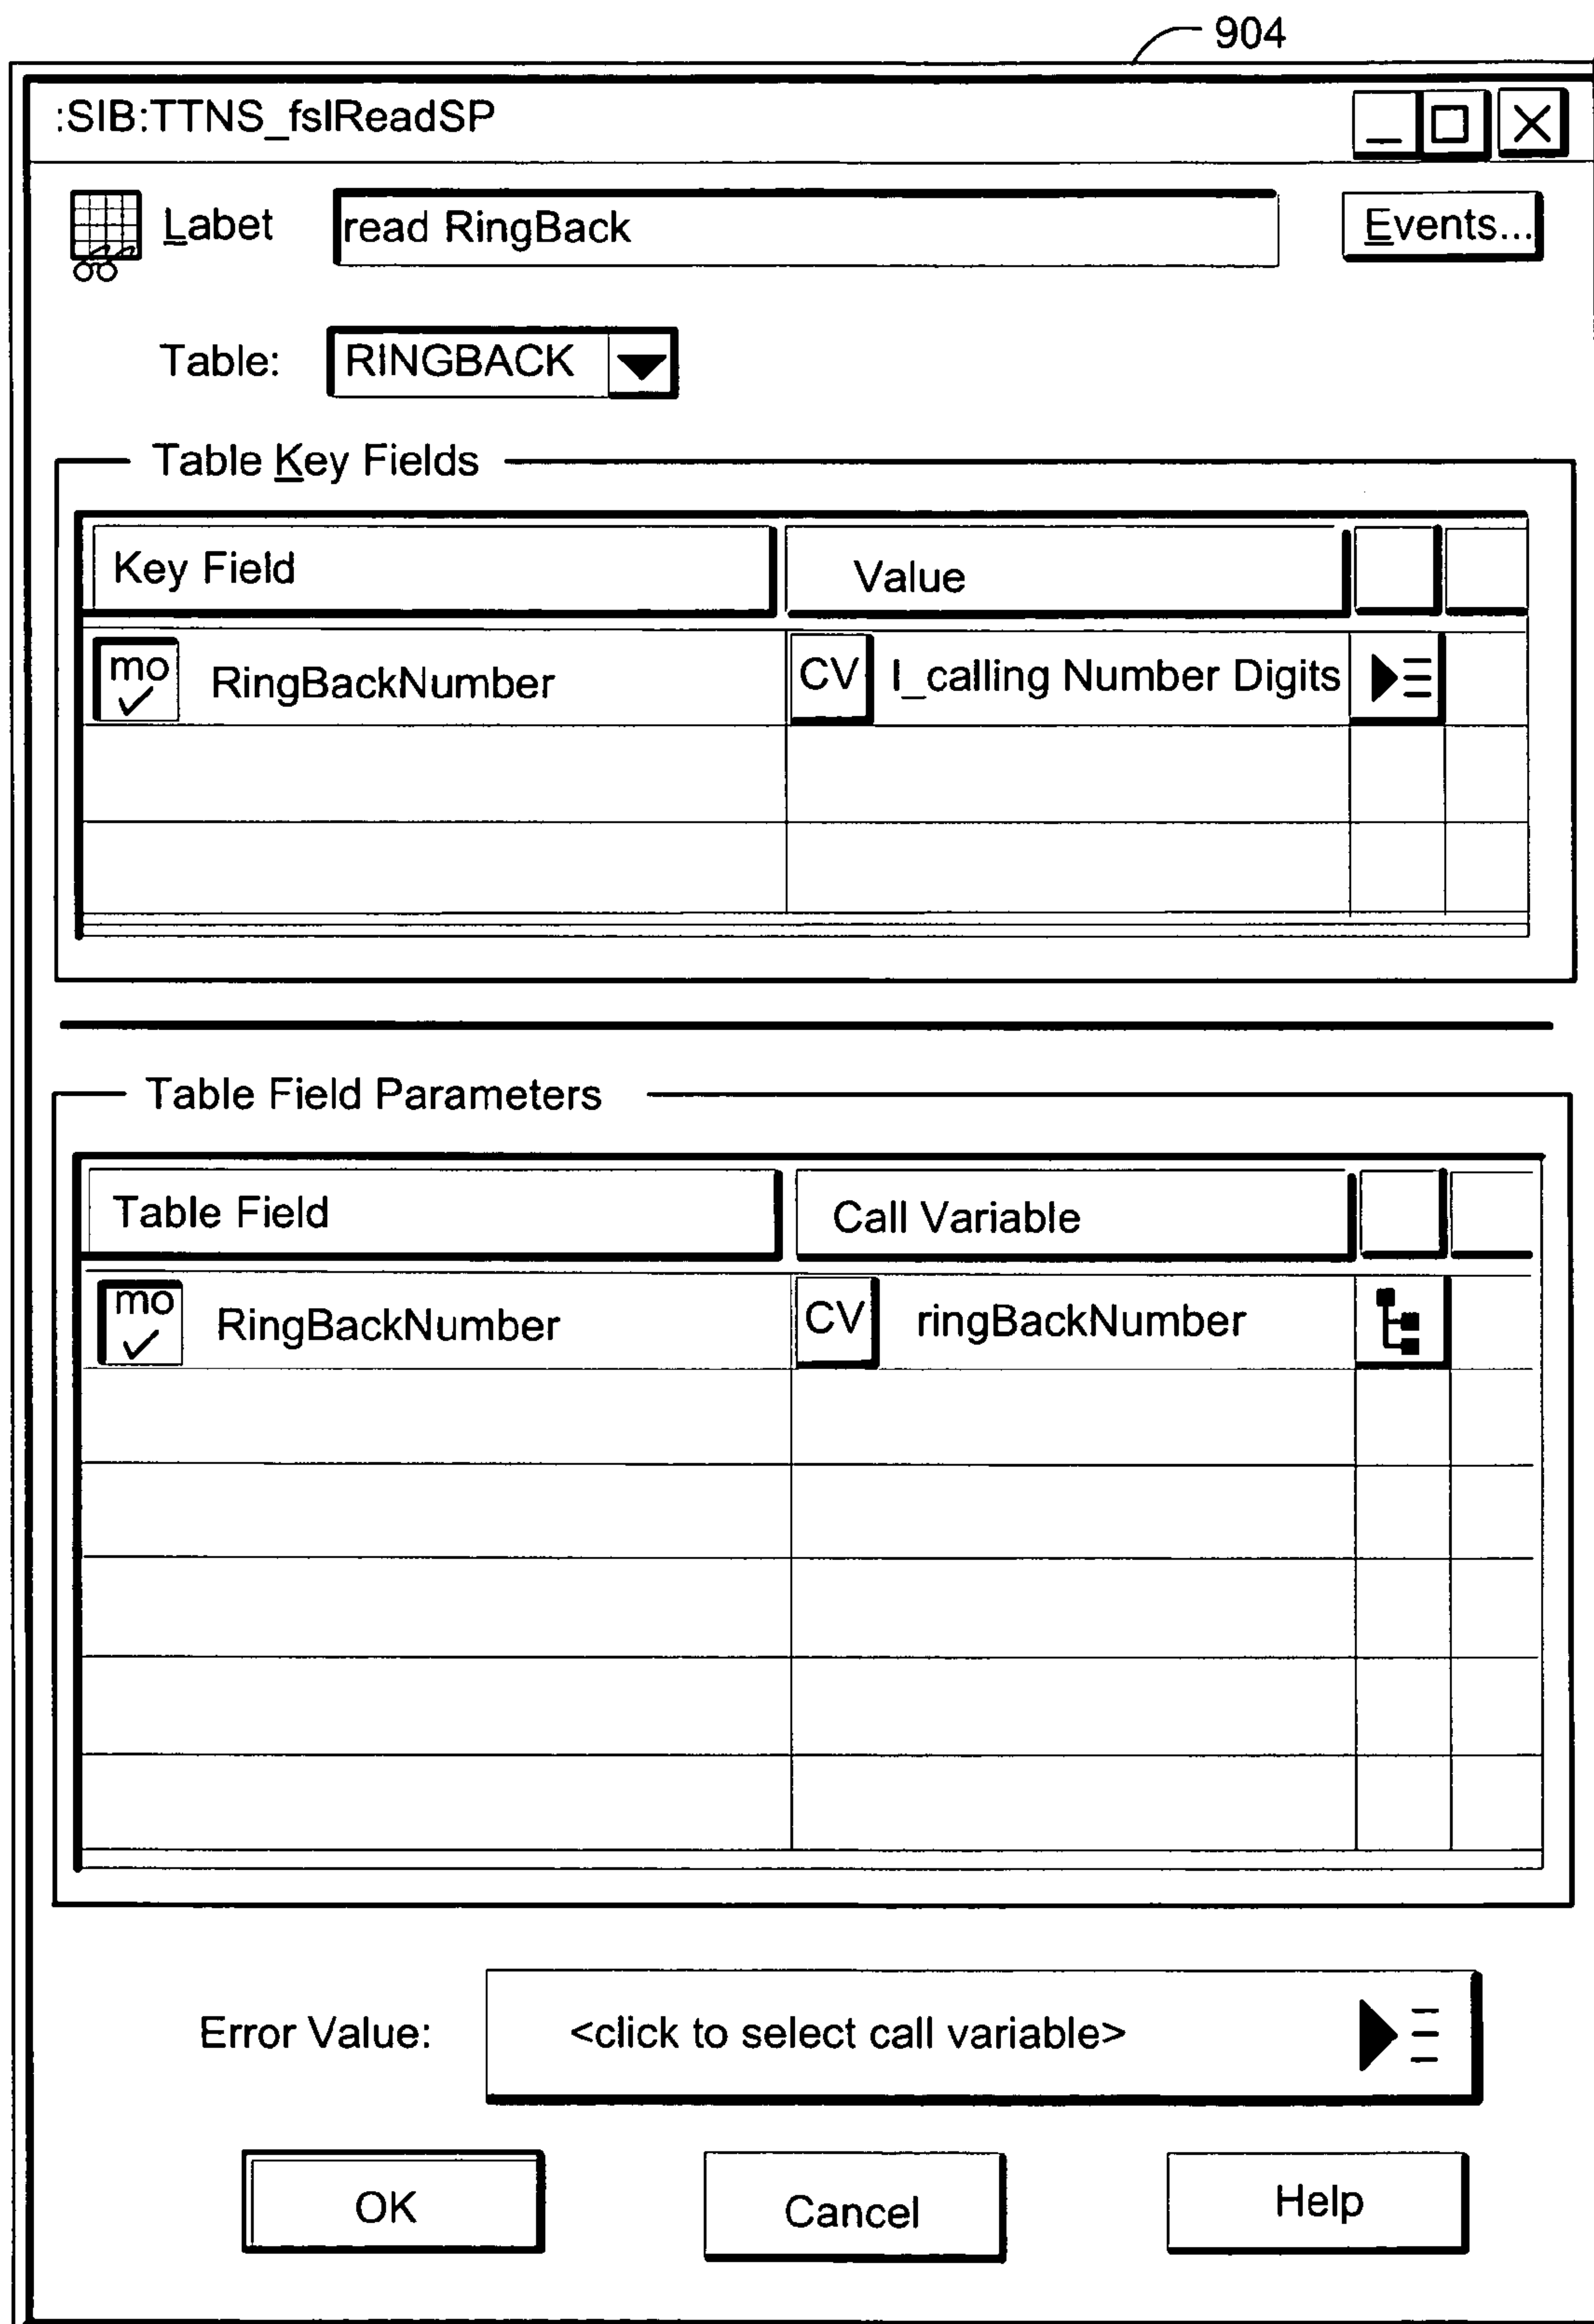 904
:SIB:TTNS_fslReadSP
Labet read RingBack Events...
Table: RINGBACK
Table Key Fields
Key Field Value
mo RingBackNumber CV I_calling Number Digits
Table Field Parameters
Table Field Call Variable
mo RingBackNumber CV ringBackNumber
Error Value: <click to select call variable>
OK Cancel Help